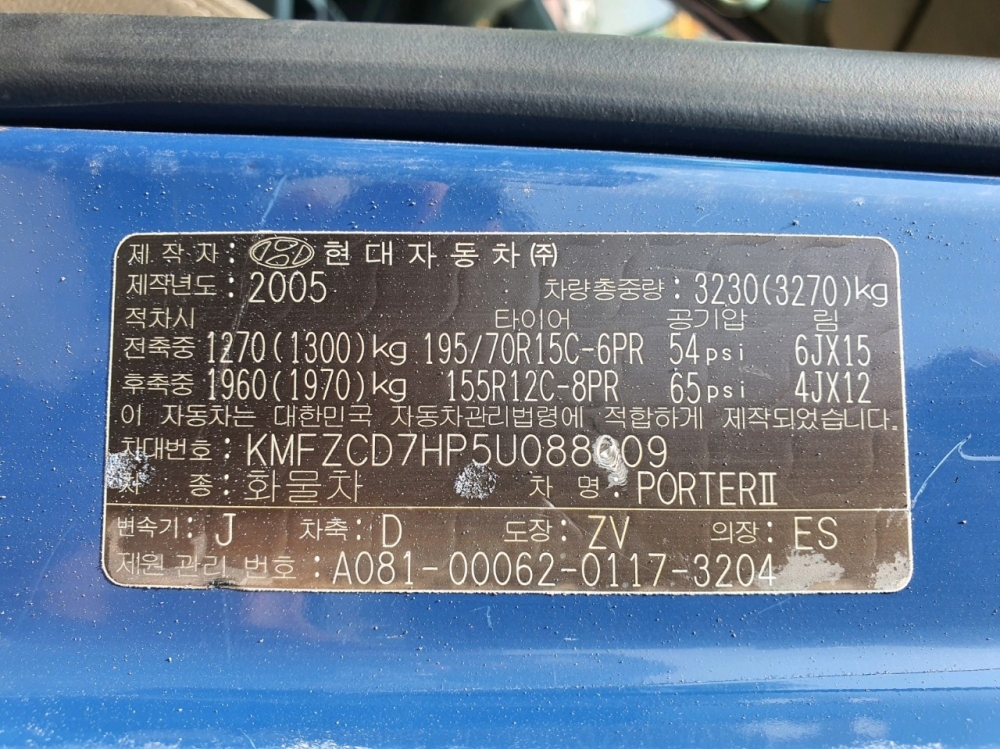 제 작 자 : 현대자동차(주)
제작년도 : 2005 차량총중량 : 3230(3270)kg
적차시 타이어 공기압 림
전축중 1270(1300)kg 195/70R15C-6PR 54psi 6JX15
후축중 1960(1970)kg 155R12C-8PR 65psi 4JX12
이 자동차는 대한민국 자동차관리법령에 적합하게 제작되었습니다.
차대번호 :
차 종 : 화물차 차 명 : PORTERⅡ
변속기 : J 차축 : D 도장 : ZV 의장 : ES
제원 관리 번호 : A081-00062-0117-3204